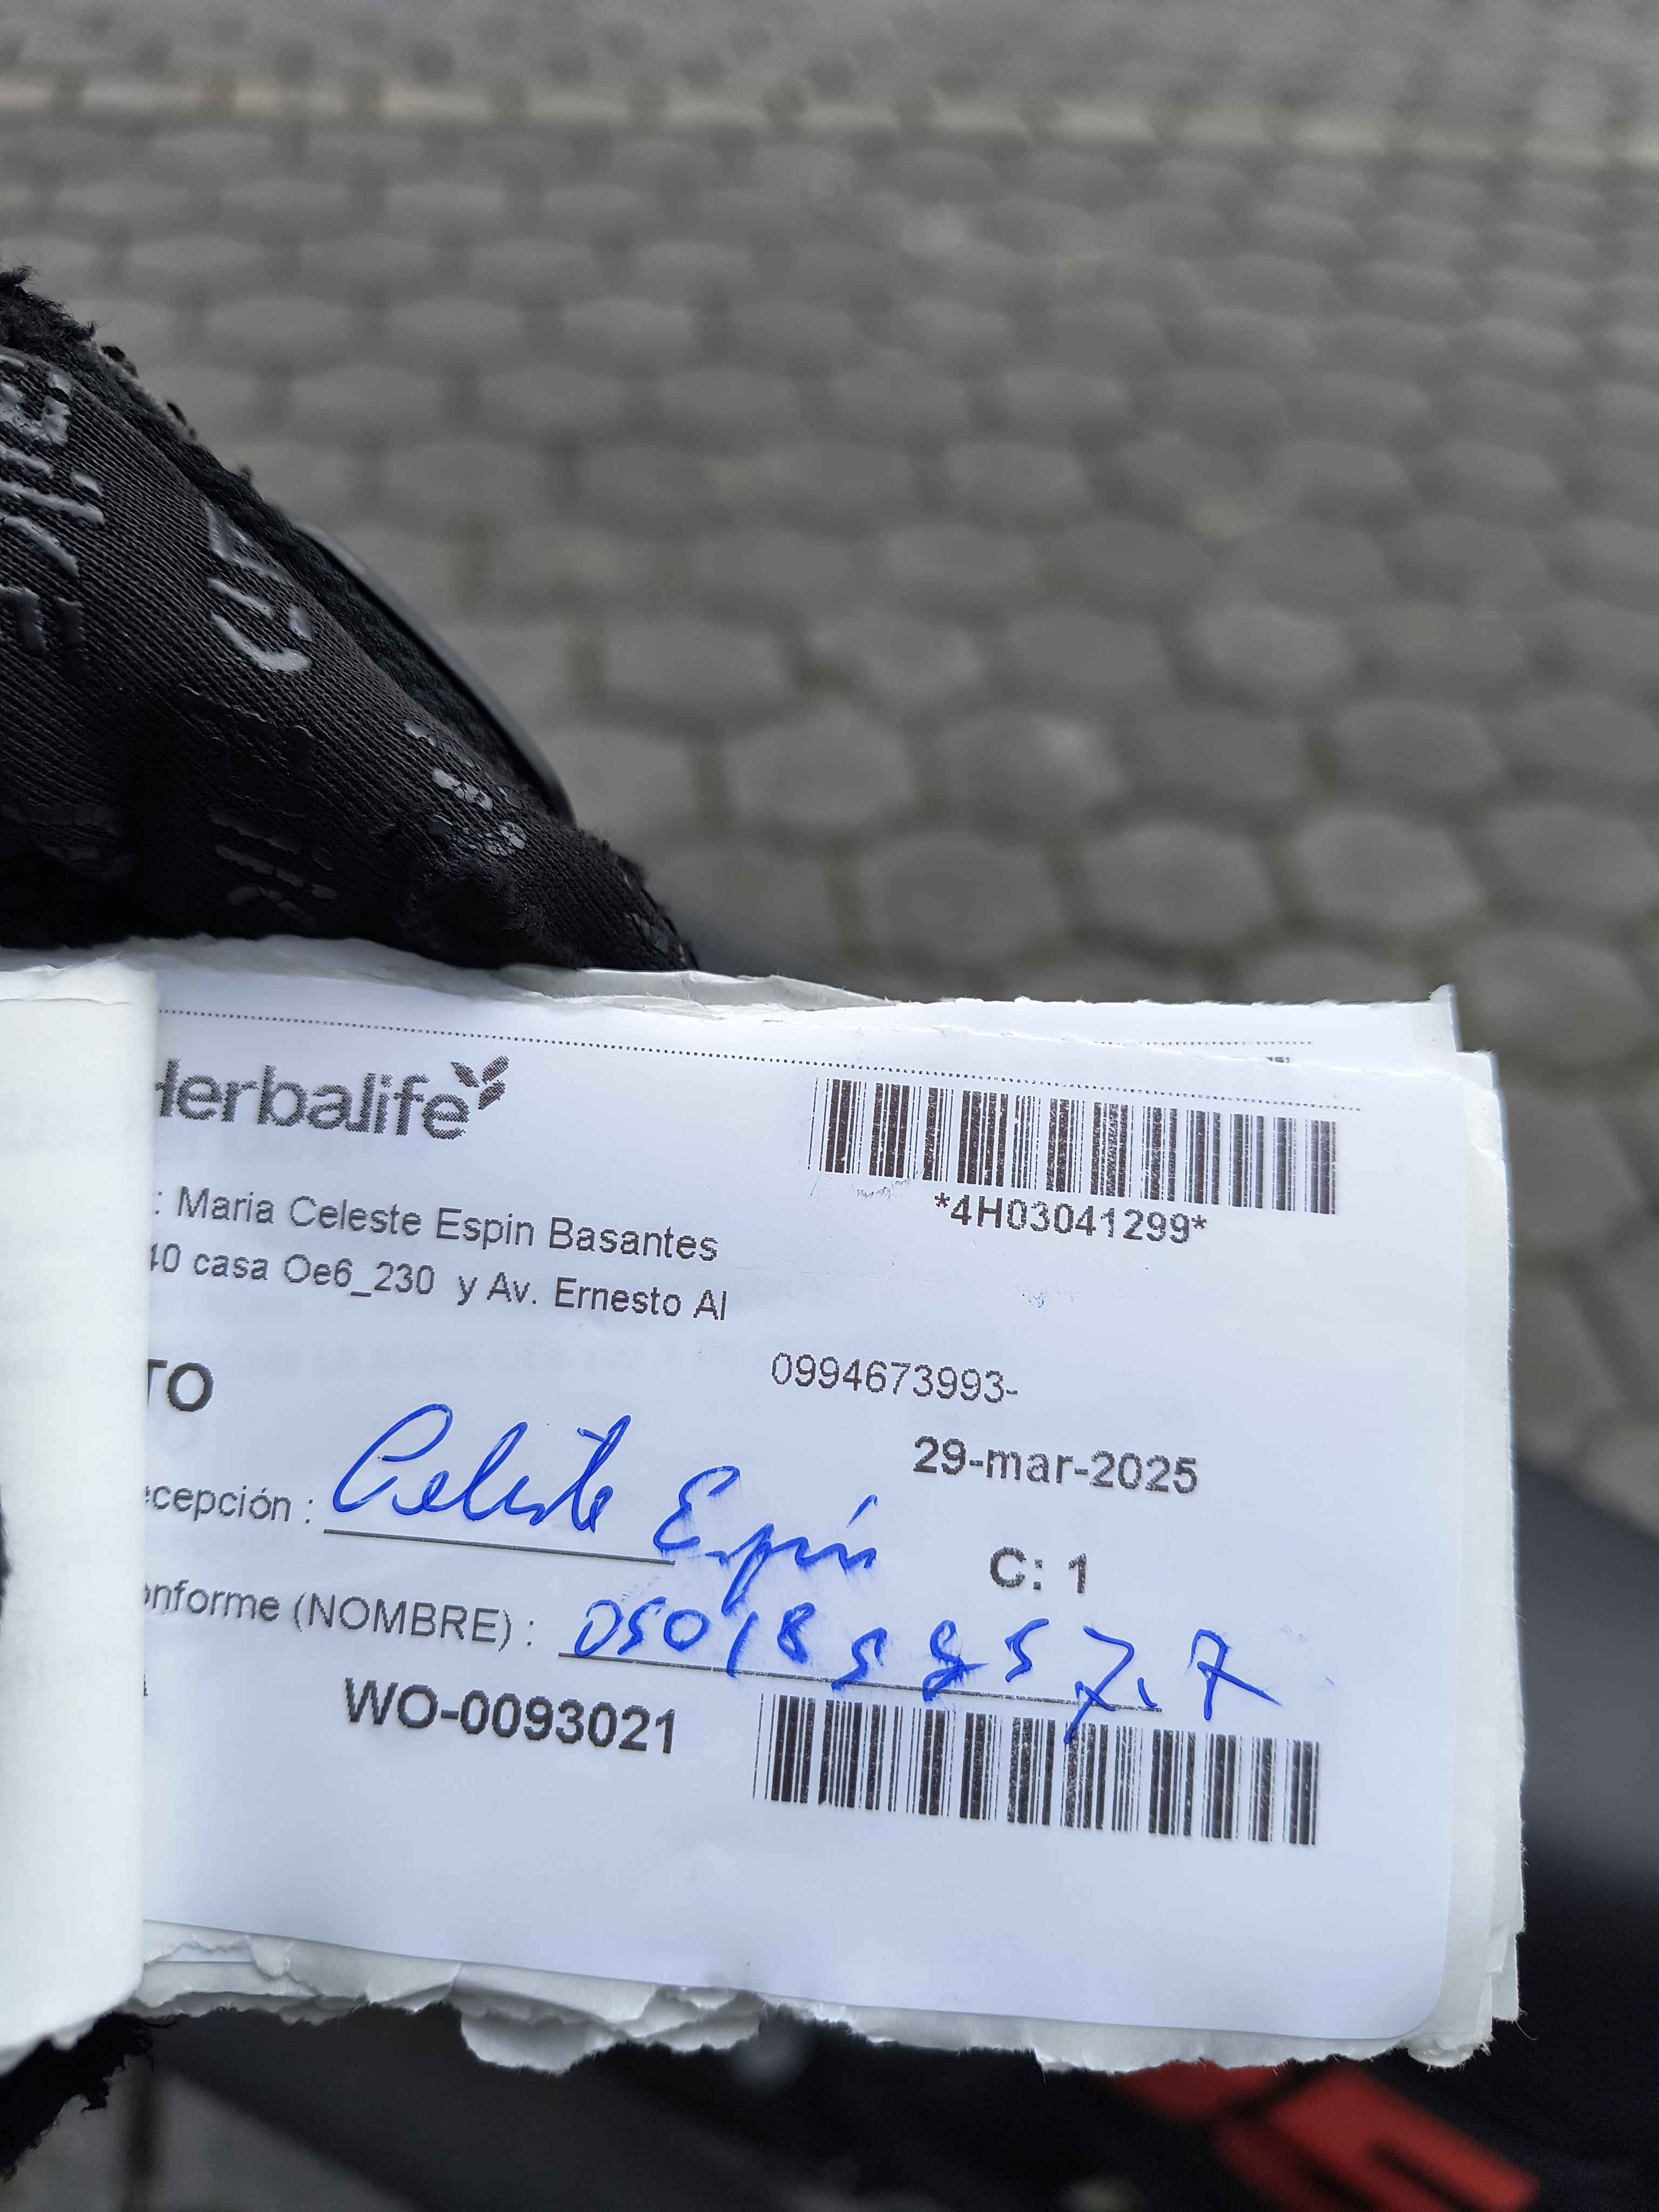 Herbalife
*4H03041299*
: Maria Celeste Espin Basantes
40 casa Oe6_230 y Av. Ernesto Al
0994673993-
TO
29-mar-2025
ecepción : Celeste Espín
C: 1
onforme (NOMBRE) :
WO-0093021